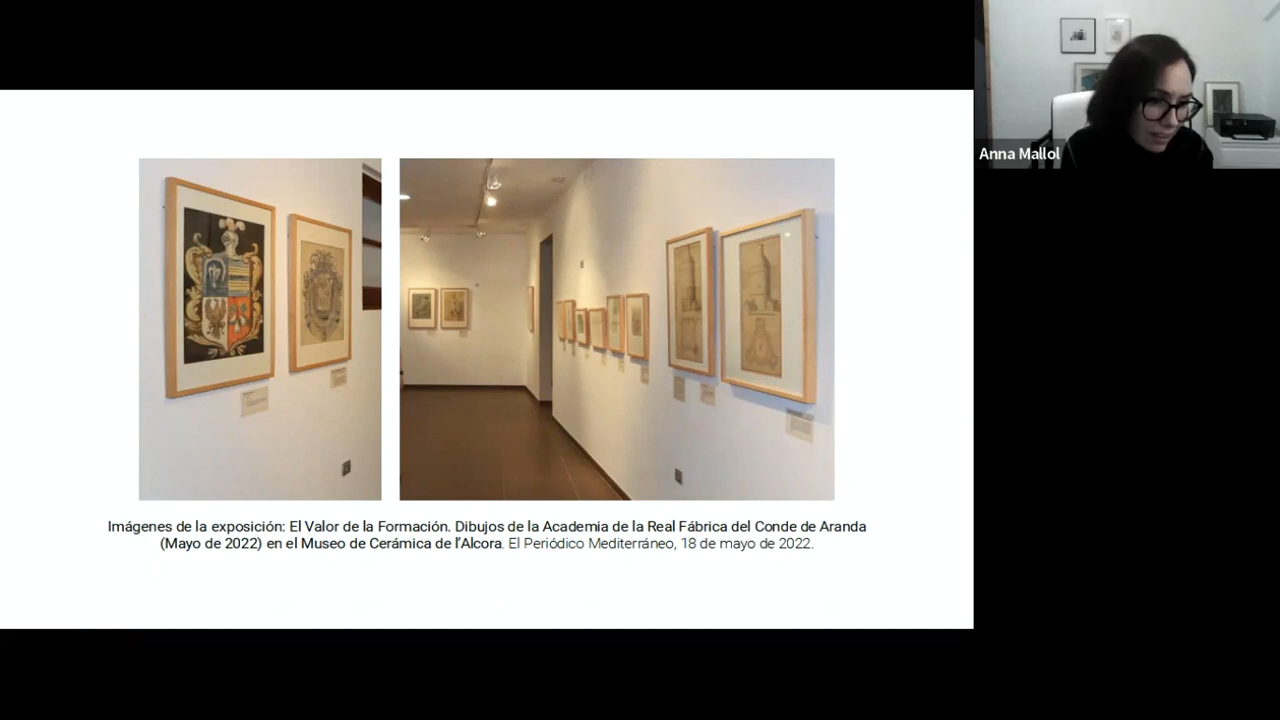 Anna Mallol
Imágenes de la exposición: El Valor de la Formación. Dibujos de la Academia de la Real Fábrica del Conde de Aranda
(Mayo de 2022) en el Museo de Cerámica de l'Alcora. El Periódico Mediterráneo, 18 de mayo de 2022.